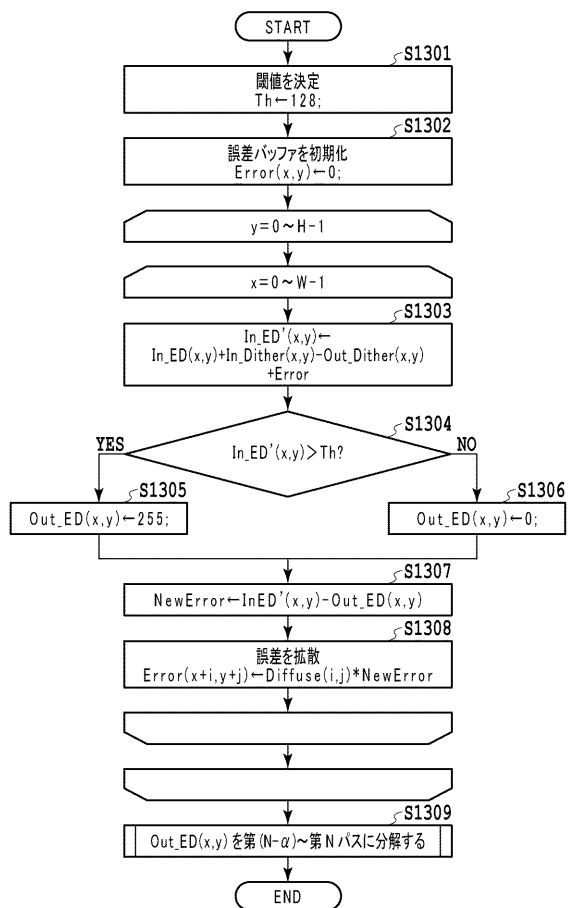 START
S1301
閾値を決定
Th←128;
S1302
誤差バッファを初期化
Error(x,y)←0;
y=0～H-1
x=0～W-1
S1303
In_ED'(x,y)←
In_ED(x,y)+In_Dither(x,y)-Out_Dither(x,y)
+Error
S1304
In_ED'(x,y)>Th?
YES
NO
S1305
Out_ED(x,y)←255;
S1306
Out_ED(x,y)←0;
S1307
NewError←InED'(x,y)-Out_ED(x,y)
S1308
誤差を拡散
Error(x+i,y+j)←Diffuse(i,j)*NewError
S1309
Out_ED(x,y)を第(N-α)～第Nパスに分解する
END